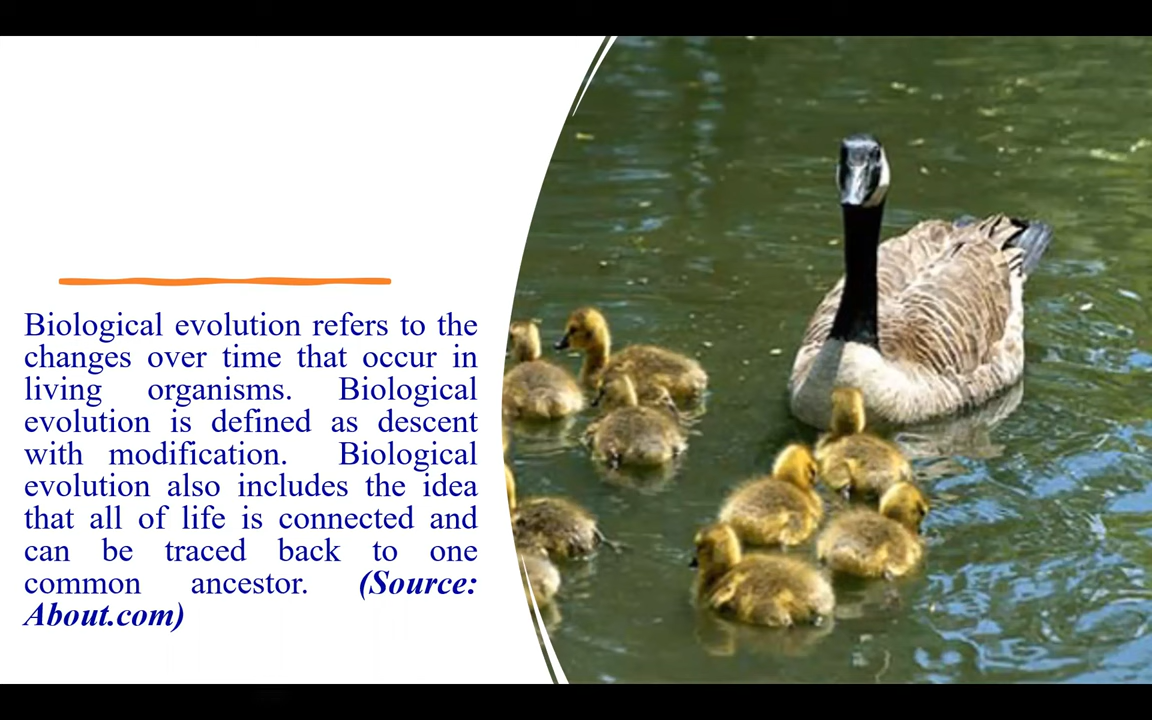 Biological evolution refers to the
changes over time that occur in
living organisms. Biological
evolution is defined as descent
with modification. Biological
evolution also includes the idea
that all of life is connected and
can be traced back to one
common ancestor. (Source:
About.com)